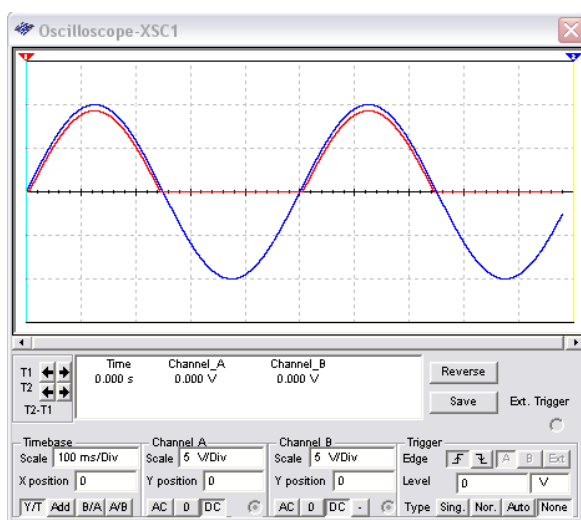 Oscilloscope-XSC1
1 2
T1 Time Channel_A Channel_B Reverse
T2 0.000 s 0.000 V 0.000 V
T2-T1 Save Ext. Trigger
Timebase Channel A Channel B Trigger
Scale 100 ms/Div Scale 5 V/Div Scale 5 V/Div Edge A B Ext
X position 0 Y position 0 Y position 0 Level 0 V
Y/T Add B/A A/B AC 0 DC AC 0 DC - Type Sing. Nor. Auto None